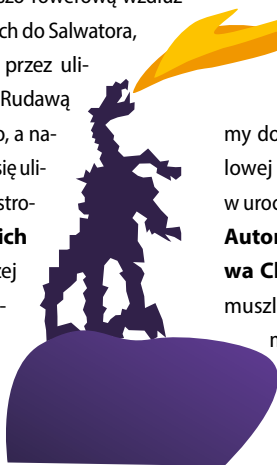 szo-rowerową wzdłuż
ch do Salwatora,
przez uli-
Rudawą
o, a na-
się uli-
stro-
ich
zej
-
my do
lowej
w uroc
Autor
wa Cl
muszl
n